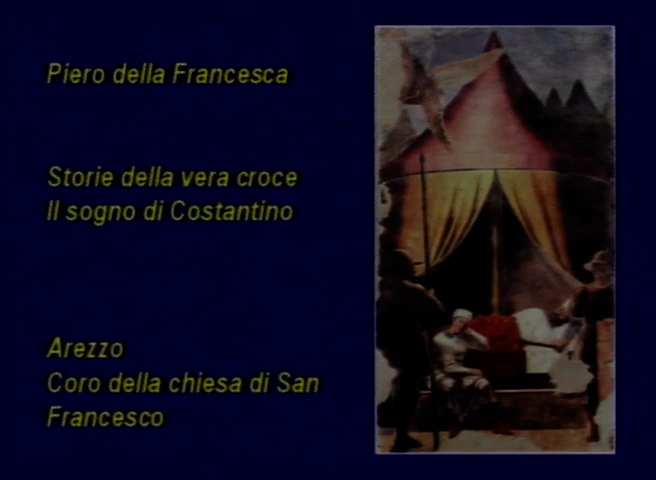 Piero della Francesca
Storie della vera croce
Il sogno di Costantino
Arezzo
Coro della chiesa di San
Francesco